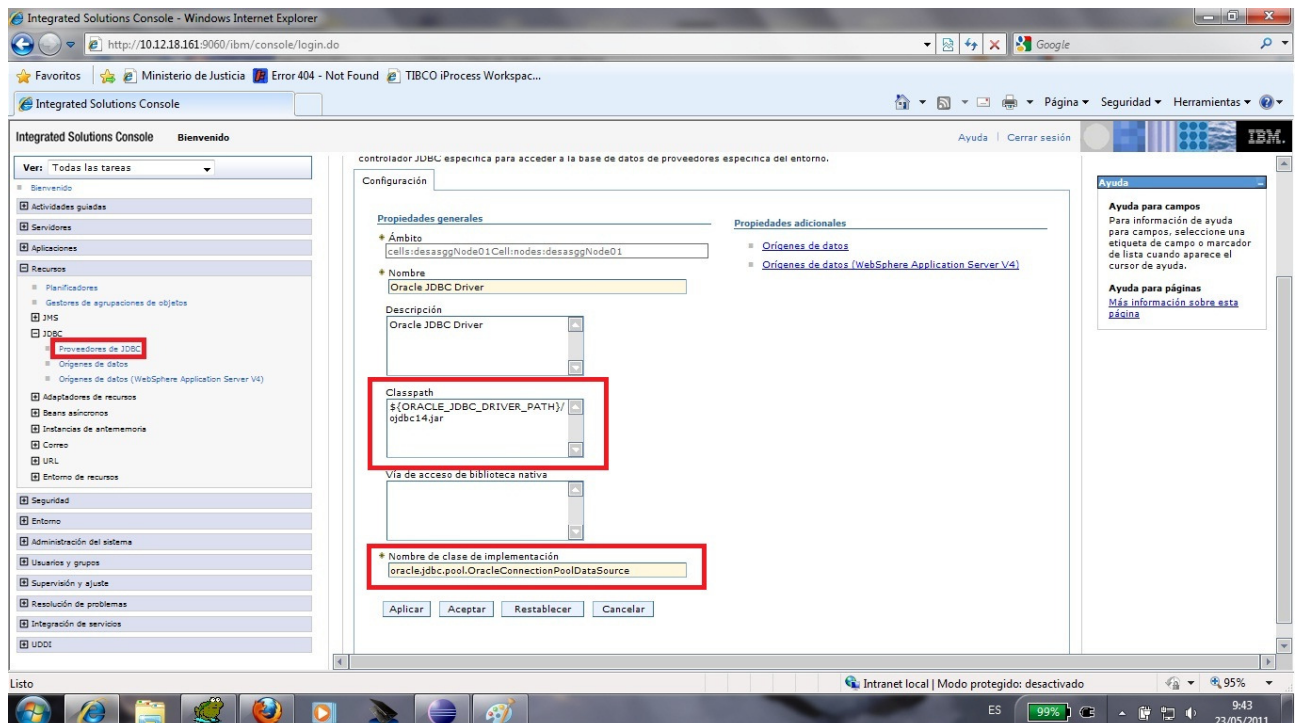 Integrated Solutions Console - Windows Internet Explorer
http://10.12.18.161:9060/ibm/console/login.do
Google
Favoritos
Ministerio de Justicia
Error 404 - Not Found
TIBCO iProcess Workspac...
Integrated Solutions Console
Página
Seguridad
Herramientas
Integrated Solutions Console
Bienvenido
Ayuda
Cerrar sesión
IBM.
Ver: Todas las tareas
Bienvenido
Actividades guiadas
Servidores
Aplicaciones
Recursos
Planificadores
Gestores de agrupaciones de objetos
JMS
JDBC
Proveedores de JDBC
Orígenes de datos
Orígenes de datos (WebSphere Application Server V4)
Adaptadores de recursos
Beans asíncronos
Instancias de antememoria
Correo
URL
Entorno de recursos
Seguridad
Entorno
Administración del sistema
Usuarios y grupos
Supervisión y ajuste
Resolución de problemas
Integración de servicios
UDDI
controlador JDBC específica para acceder a la base de datos de proveedores específica del entorno.
Configuración
Propiedades generales
* Ámbito
cells:desasggNode01Cell:nodes:desasggNode01
* Nombre
Oracle JDBC Driver
Descripción
Oracle JDBC Driver
Classpath
${ORACLE_JDBC_DRIVER_PATH}/
ojdbc14.jar
Vía de acceso de biblioteca nativa
* Nombre de clase de implementación
oracle.jdbc.pool.OracleConnectionPoolDataSource
Aplicar
Aceptar
Restablecer
Cancelar
Propiedades adicionales
Orígenes de datos
Orígenes de datos (WebSphere Application Server V4)
Ayuda
Ayuda para campos
Para información de ayuda
para campos, seleccione una
etiqueta de campo o marcador
de lista cuando aparece el
cursor de ayuda.
Ayuda para páginas
Más información sobre esta
página
Listo
Intranet local | Modo protegido: desactivado
95%
ES
99%
9:43
23/05/2011